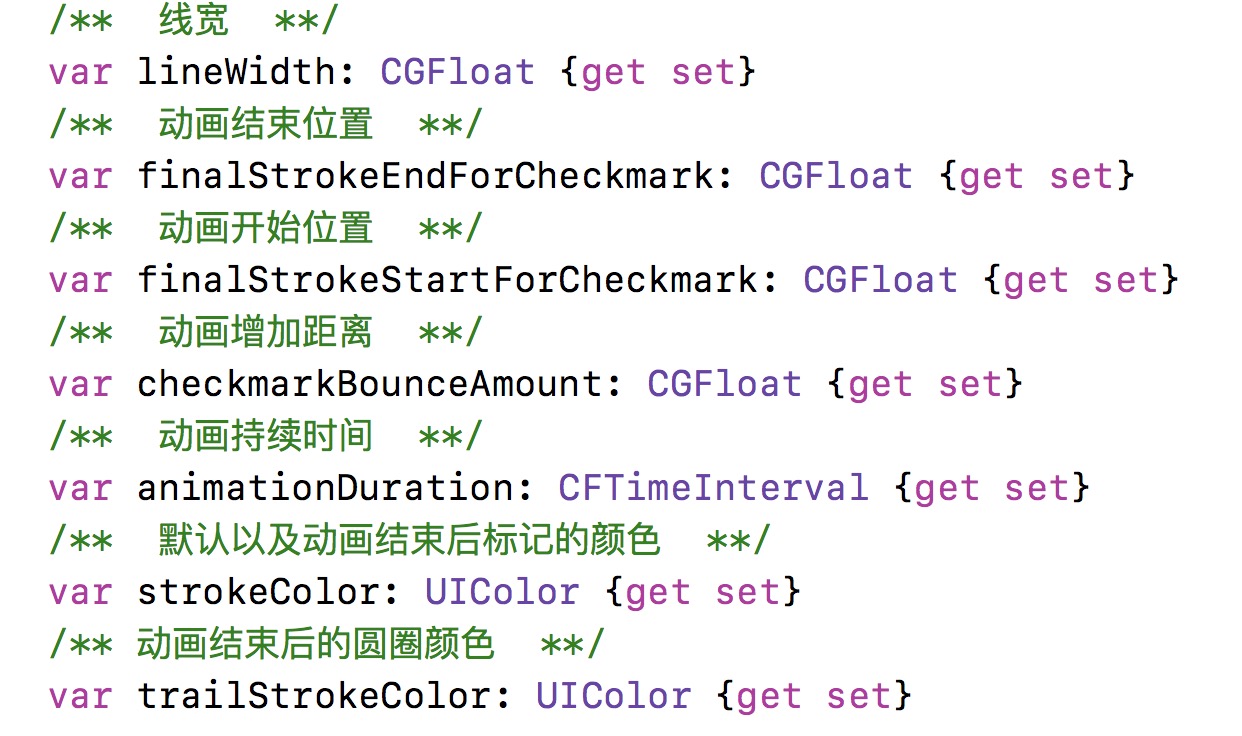 /**  线宽  **/
var lineWidth: CGFloat {get set}
/**  动画结束位置  **/
var finalStrokeEndForCheckmark: CGFloat {get set}
/**  动画开始位置  **/
var finalStrokeStartForCheckmark: CGFloat {get set}
/**  动画增加距离  **/
var checkmarkBounceAmount: CGFloat {get set}
/**  动画持续时间  **/
var animationDuration: CFTimeInterval {get set}
/**  默认以及动画结束后标记的颜色  **/
var strokeColor: UIColor {get set}
/** 动画结束后的圆圈颜色  **/
var trailStrokeColor: UIColor {get set}